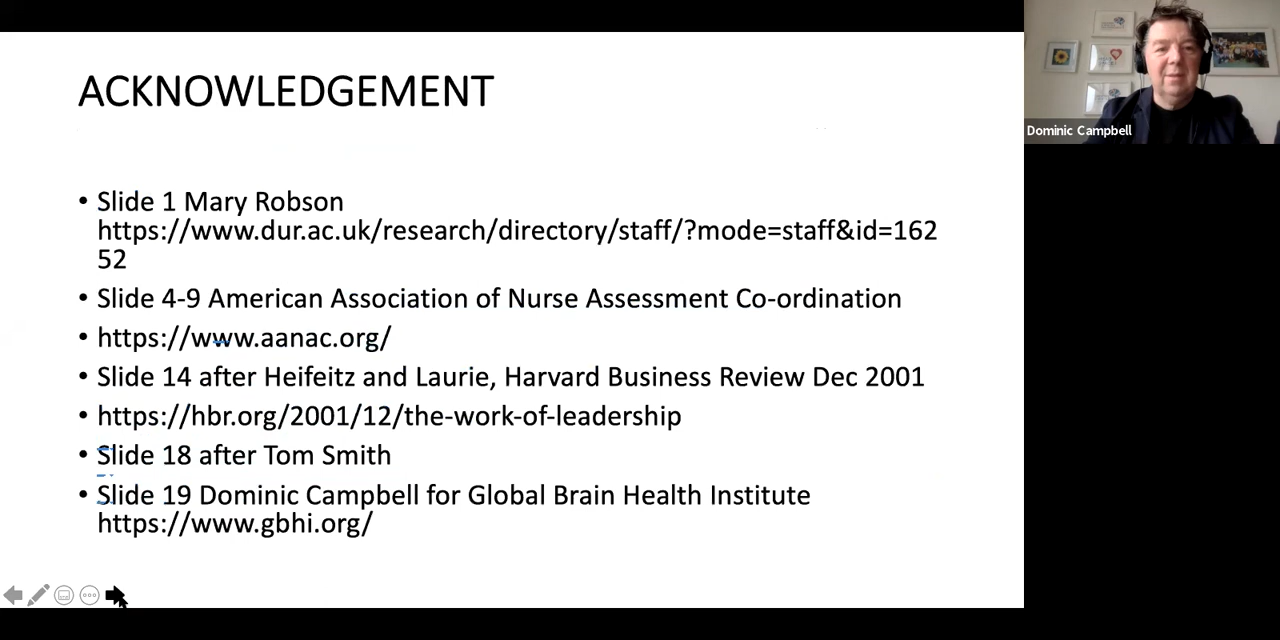 ACKNOWLEDGEMENT
• Slide 1 Mary Robson
https://www.dur.ac.uk/research/directory/staff/?mode=staff&id=162
52
• Slide 4-9 American Association of Nurse Assessment Co-ordination
• https://www.aanac.org/
• Slide 14 after Heifeitz and Laurie, Harvard Business Review Dec 2001
• https://hbr.org/2001/12/the-work-of-leadership
• Slide 18 after Tom Smith
• Slide 19 Dominic Campbell for Global Brain Health Institute
https://www.gbhi.org/
Dominic Campbell